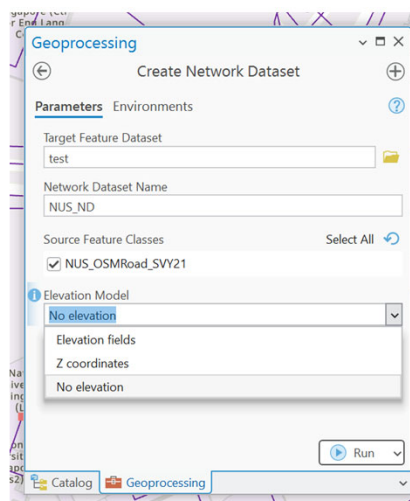 Geoprocessing
Create Network Dataset
Parameters Environments
Target Feature Dataset
test
Network Dataset Name
NUS_ND
Source Feature Classes Select All
NUS_OSMRoad_SVY21
Elevation Model
No elevation
Elevation fields
Z coordinates
No elevation
Run
Catalog Geoprocessing